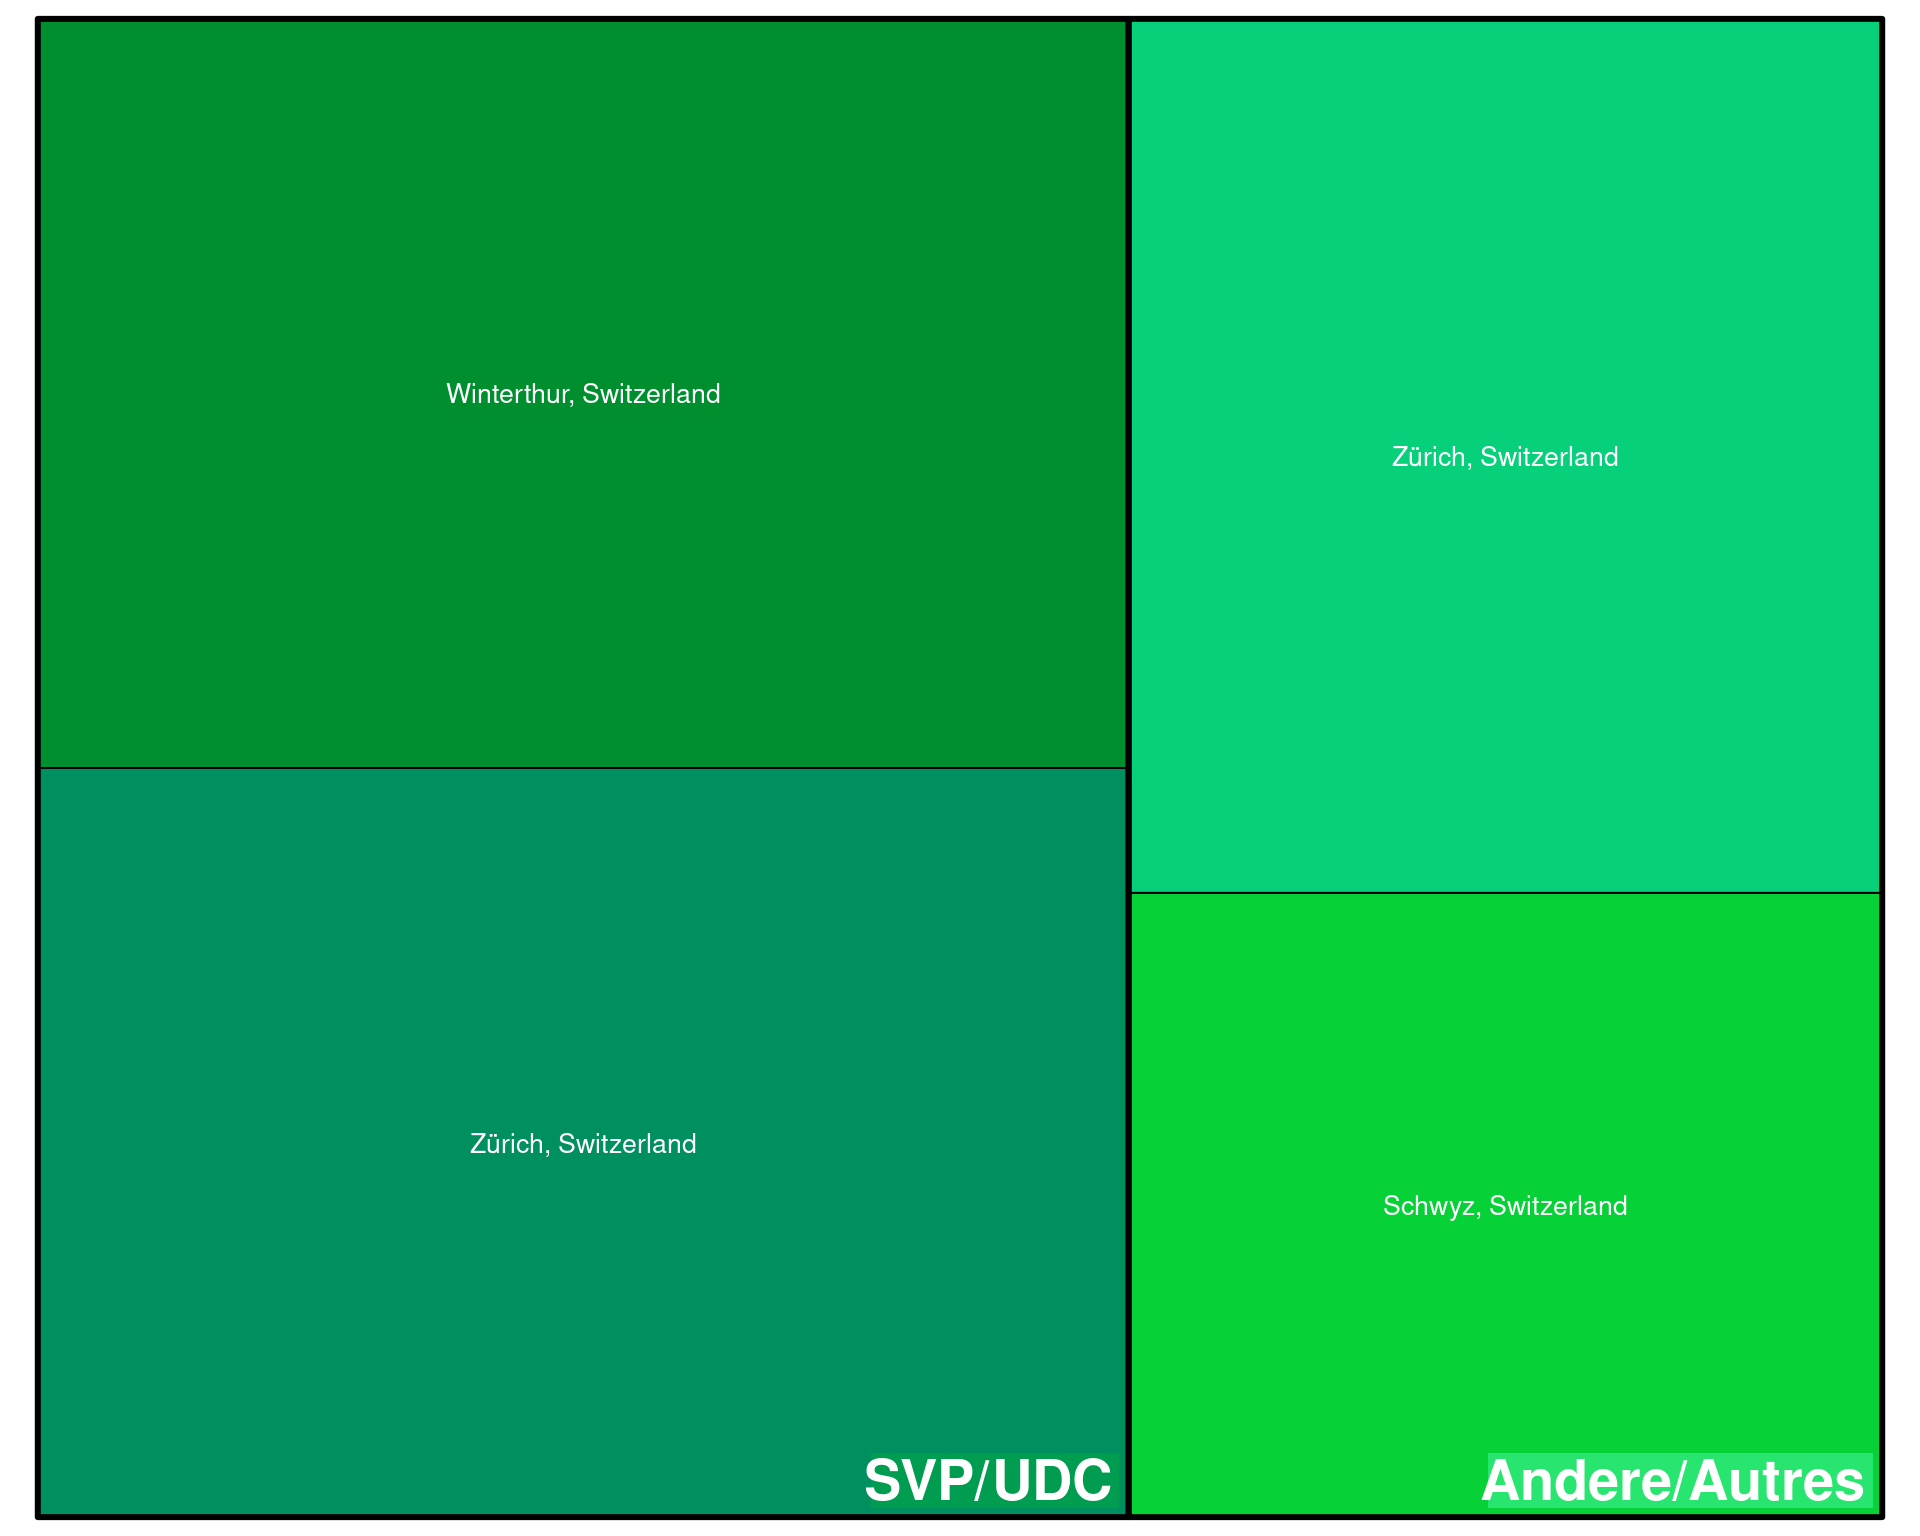 Winterthur, Switzerland
Zürich, Switzerland
SVP/UDC
Zürich, Switzerland
Schwyz, Switzerland
Andere/Autres